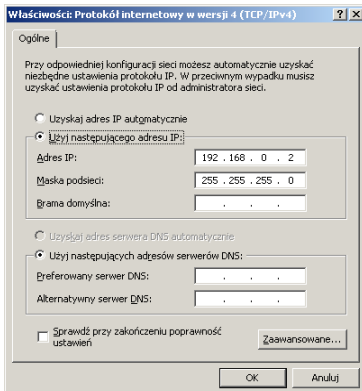 Właściwości: Protokół internetowy w wersji 4 (TCP/IPv4)
Ogólne
Przy odpowiedniej konfiguracji sieci możesz automatycznie uzyskać
niezbędne ustawienia protokołu IP. W przeciwnym wypadku musisz
uzyskać ustawienia protokołu IP od administratora sieci.
Uzyskaj adres IP automatycznie
Użyj następującego adresu IP:
Adres IP: 192 . 168 . 0 . 2
Maska podsieci: 255 . 255 . 255 . 0
Brama domyślna: . . .
Uzyskaj adres serwera DNS automatycznie
Użyj następujących adresów serwerów DNS:
Preferowany serwer DNS: . . .
Alternatywny serwer DNS: . . .
Sprawdź przy zakończeniu poprawność
ustawień
Zaawansowane...
OK Anuluj